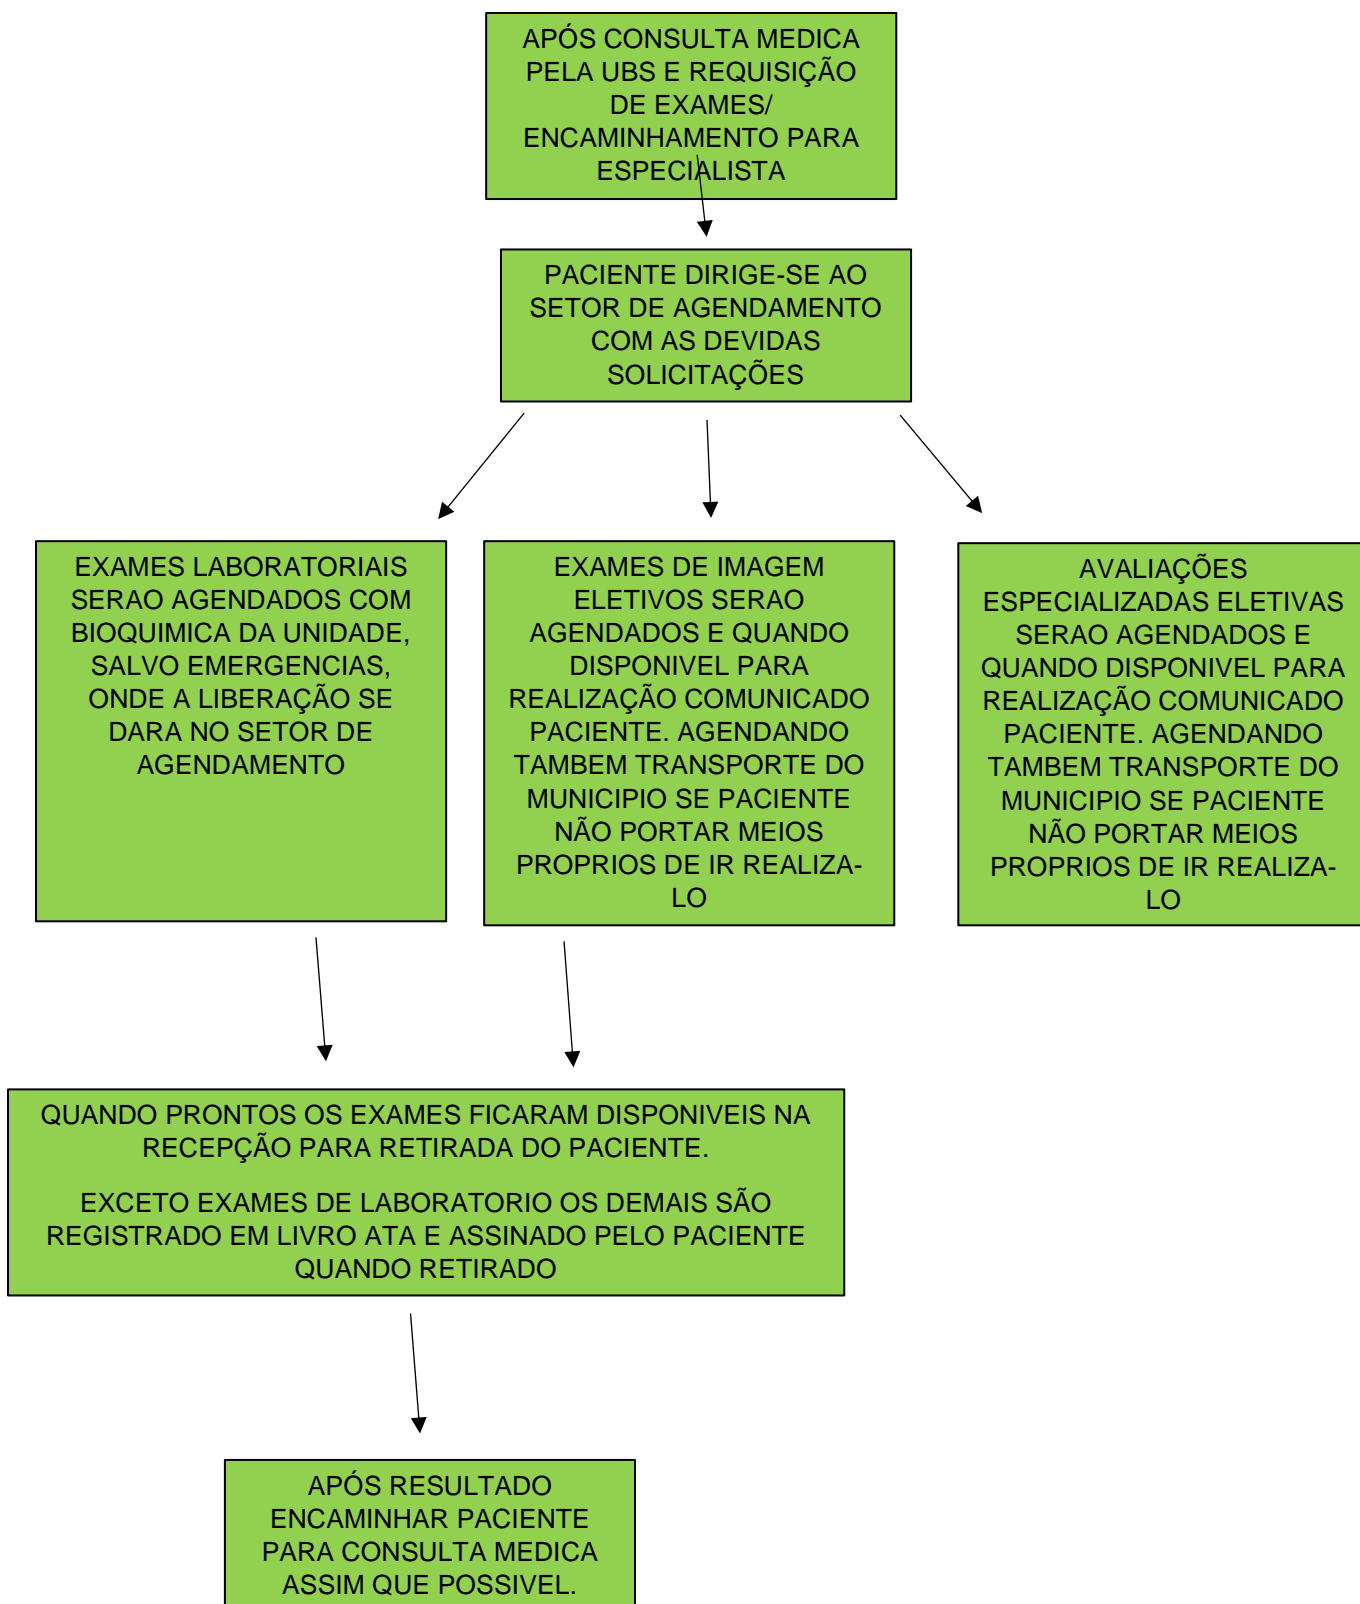 APÓS CONSULTA MEDICA
PELA UBS E REQUISIÇÃO
DE EXAMES/
ENCAMINHAMENTO PARA
ESPECIALISTA
PACIENTE DIRIGE-SE AO
SETOR DE AGENDAMENTO
COM AS DEVIDAS
SOLICITAÇÕES
EXAMES LABORATORIAIS
SERAO AGENDADOS COM
BIOQUIMICA DA UNIDADE,
SALVO EMERGENCIAS,
ONDE A LIBERAÇÃO SE
DARA NO SETOR DE
AGENDAMENTO
EXAMES DE IMAGEM
ELETIVOS SERAO
AGENDADOS E QUANDO
DISPONIVEL PARA
REALIZAÇÃO COMUNICADO
PACIENTE. AGENDANDO
TAMBEM TRANSPORTE DO
MUNICIPIO SE PACIENTE
NÃO PORTAR MEIOS
PROPRIOS DE IR REALIZA-
LO
AVALIAÇÕES
ESPECIALIZADAS ELETIVAS
SERAO AGENDADOS E
QUANDO DISPONIVEL PARA
REALIZAÇÃO COMUNICADO
PACIENTE. AGENDANDO
TAMBEM TRANSPORTE DO
MUNICIPIO SE PACIENTE
NÃO PORTAR MEIOS
PROPRIOS DE IR REALIZA-
LO
QUANDO PRONTOS OS EXAMES FICARAM DISPONIVEIS NA
RECEPÇÃO PARA RETIRADA DO PACIENTE.
EXCETO EXAMES DE LABORATORIO OS DEMAIS SÃO
REGISTRADO EM LIVRO ATA E ASSINADO PELO PACIENTE
QUANDO RETIRADO
APÓS RESULTADO
ENCAMINHAR PACIENTE
PARA CONSULTA MEDICA
ASSIM QUE POSSIVEL.